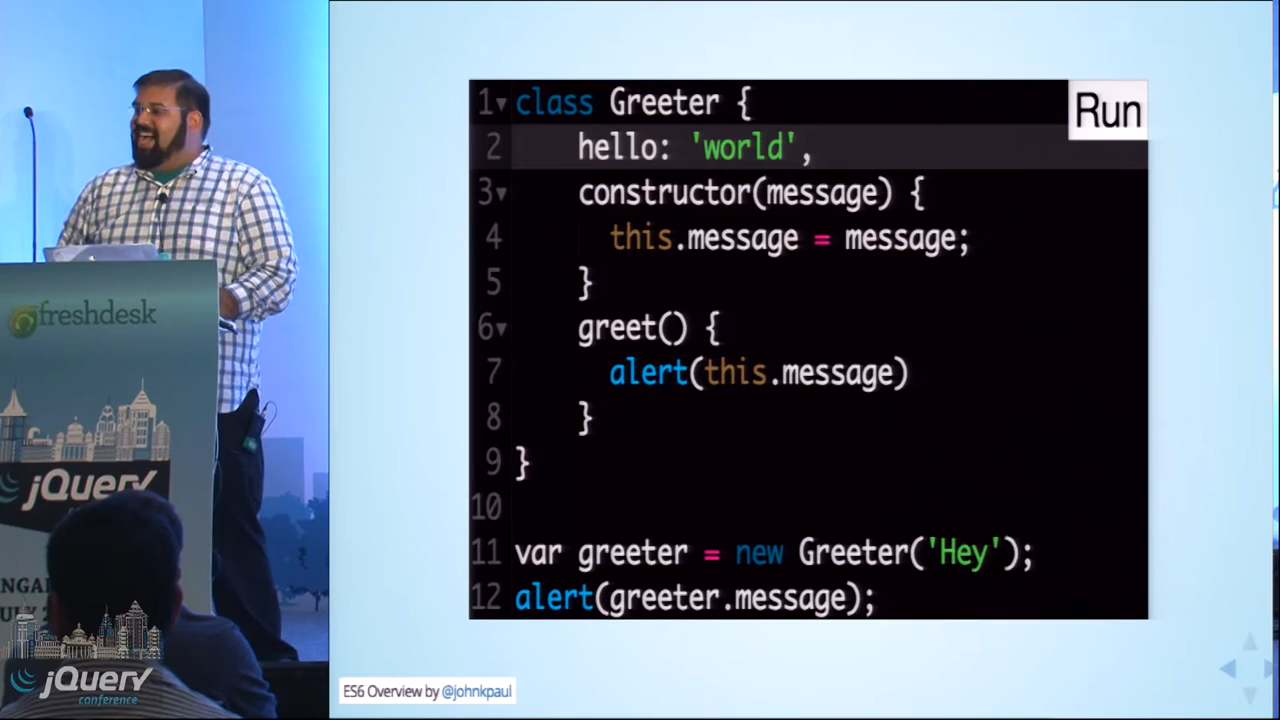 freshdesk
jQuery
jQuery
conference
1 class Greeter {
2 hello: 'world',
3 constructor(message) {
4 this.message = message;
5 }
6 greet() {
7 alert(this.message)
8 }
9 }
10
11 var greeter = new Greeter('Hey');
12 alert(greeter.message);
Run
ES6 Overview by @johnkpaul